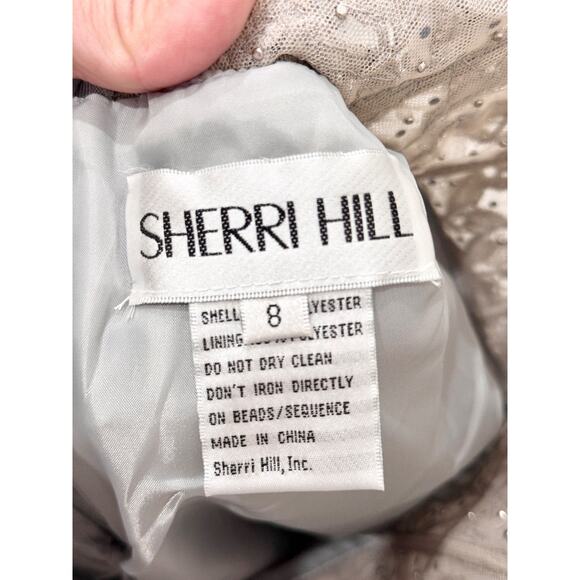 SHERRI HILL
8
SHELL LYESTER
LINING POLYESTER
DO NOT DRY CLEAN
DON'T IRON DIRECTLY
ON BEADS/SEQUENCE
MADE IN CHINA
Sherri Hill, Inc.